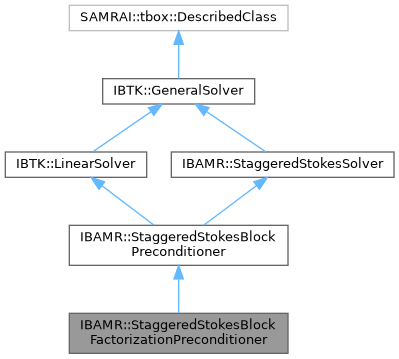 SAMRAI::tbox::DescribedClass
IBTK::GeneralSolver
IBTK::LinearSolver
IBAMR::StaggeredStokesSolver
IBAMR::StaggeredStokesBlock
Preconditioner
IBAMR::StaggeredStokesBlock
FactorizationPreconditioner